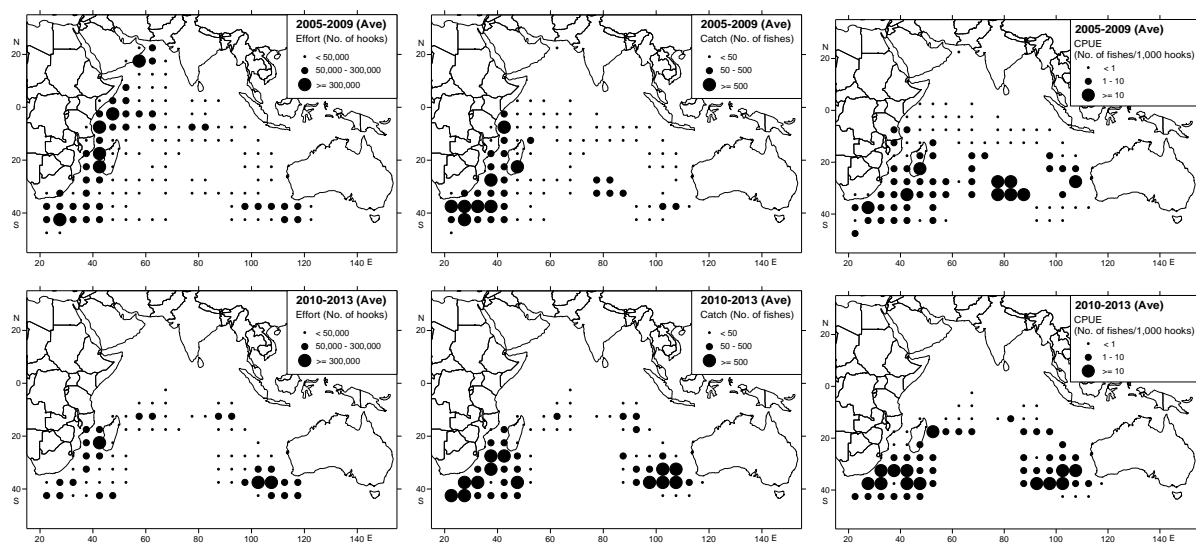 2005-2009 (Ave)
Effort (No. of hooks)
< 50,000
50,000 - 300,000
>= 300,000
N
20
0
20
40
S
20 40 60 80 100 120 140 E
2005-2009 (Ave)
Catch (No. of fishes)
< 50
50 - 500
>= 500
N
20
0
20
40
S
20 40 60 80 100 120 140 E
2005-2009 (Ave)
CPUE
(No. of fishes/1,000 hooks)
< 1
1 - 10
>= 10
N
20
0
20
40
S
20 40 60 80 100 120 140 E
2010-2013 (Ave)
Effort (No. of hooks)
< 50,000
50,000 - 300,000
>= 300,000
N
20
0
20
40
S
20 40 60 80 100 120 140 E
2010-2013 (Ave)
Catch (No. of fishes)
< 50
50 - 500
>= 500
N
20
0
20
40
S
20 40 60 80 100 120 140 E
2010-2013 (Ave)
CPUE
(No. of fishes/1,000 hooks)
< 1
1 - 10
>= 10
N
20
0
20
40
S
20 40 60 80 100 120 140 E